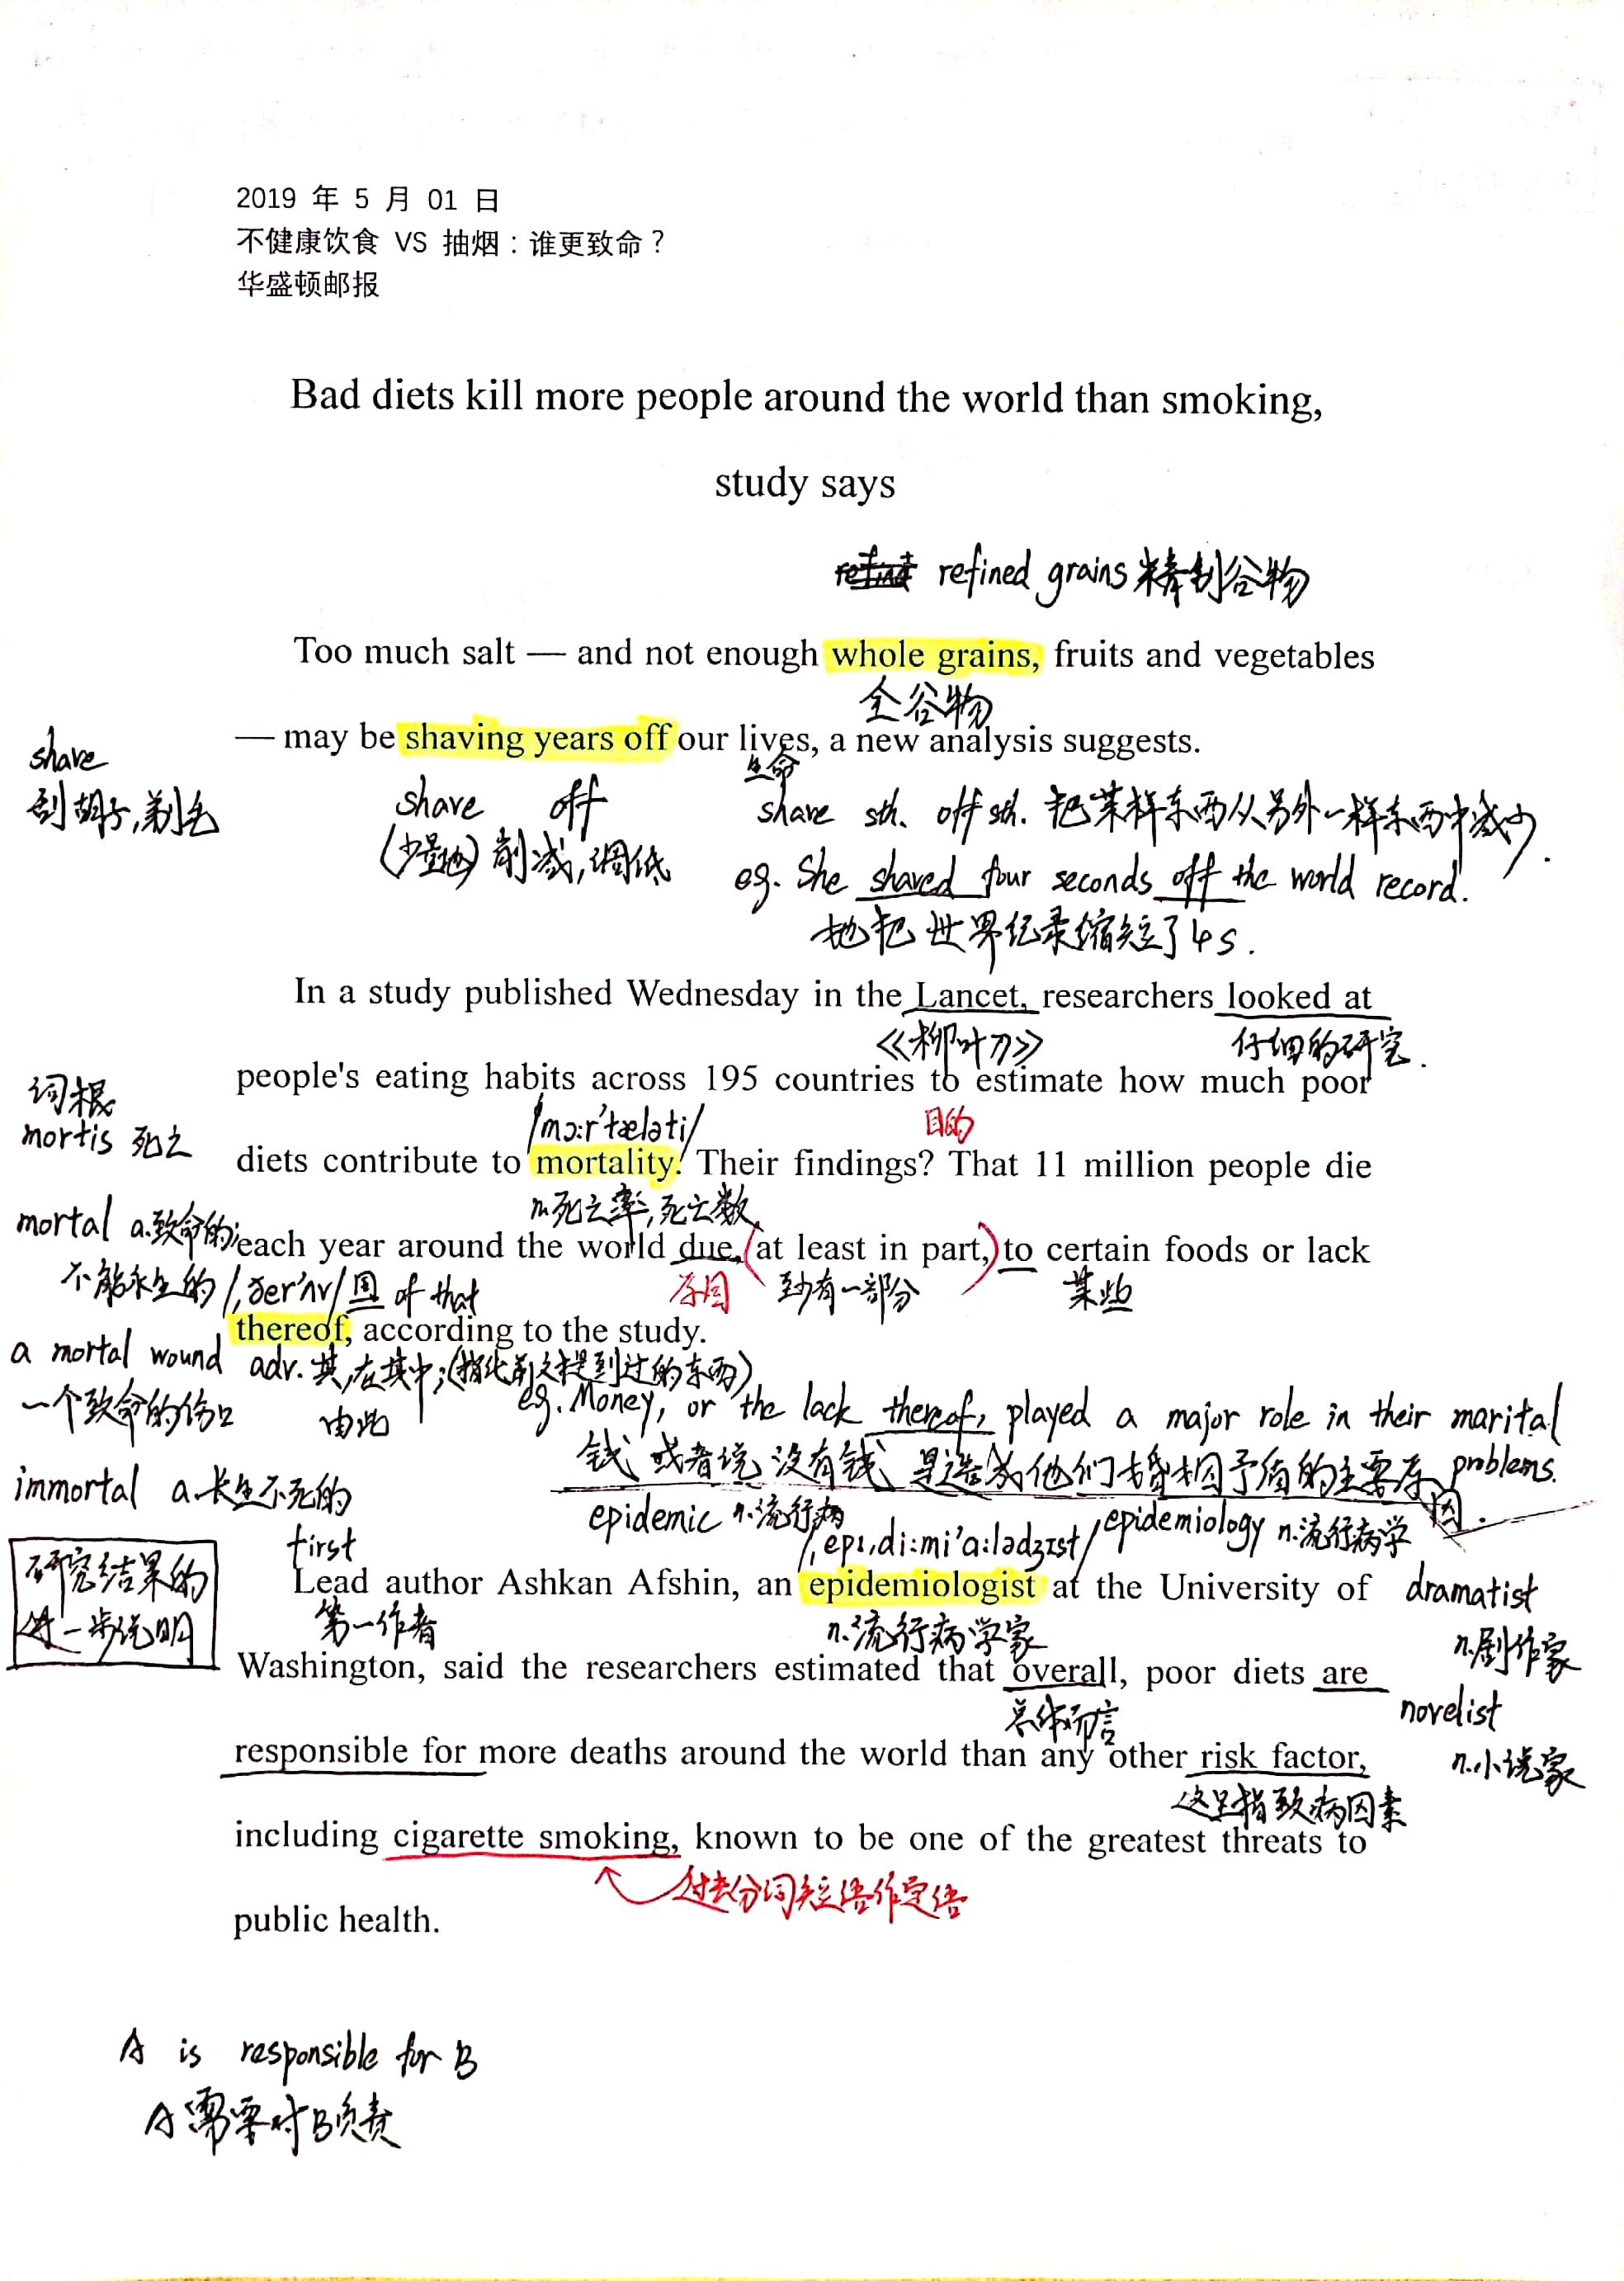 2019 年 5 月 01 日
不健康饮食 VS 抽烟：谁更致命？
华盛顿邮报
Bad diets kill more people around the world than smoking,
study says
refined grains 精制谷物
Too much salt — and not enough whole grains, fruits and vegetables
全谷物
— may be shaving years off our lives, a new analysis suggests.
生命
share
刮胡子,剃毛
share off
(少量地)削减,调低
share sth. off sth. 把某样东西从另外一样东西中减少.
eg. She shaved four seconds off the world record.
她把世界纪录缩短了4s.
In a study published Wednesday in the Lancet, researchers looked at
《柳叶刀》 仔细的研究.
people's eating habits across 195 countries to estimate how much poor
词根
mortis 死亡
/mɔ:r'tæləti/ 目的
diets contribute to mortality. Their findings? That 11 million people die
n.死亡率,死亡数
mortal a.致命的;
不能永生的
each year around the world due, (at least in part,) to certain foods or lack
原因 至少有一部分 某些
/,ðer'ʌv/ of that
thereof, according to the study.
a mortal wound
一个致命的伤口
adv. 其,在其中;(指代前文提到过的东西)
由此
eg. Money, or the lack thereof, played a major role in their marital
problems.
钱或者说没有钱是造成他们婚姻矛盾的主要原因.
immortal a.长生不死的
epidemic n.流行病
epidemiology n.流行病学
first
/,epɪ,di:mi'a:lədʒɪst/
研究结果的
进一步说明
Lead author Ashkan Afshin, an epidemiologist at the University of
第一作者 n.流行病学家
dramatist
n.剧作家
Washington, said the researchers estimated that overall, poor diets are
总体而言
novelist
n.小说家
responsible for more deaths around the world than any other risk factor,
这里指致病因素
including cigarette smoking, known to be one of the greatest threats to
过去分词短语作定语
public health.
A is responsible for B
A需要对B负责